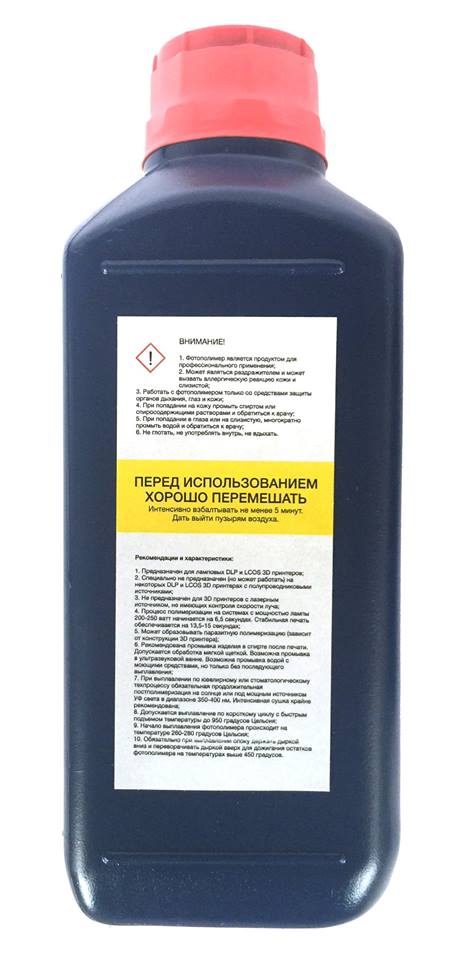 !
ВНИМАНИЕ!
1. Фотополимер является продуктом для
профессионального применения;
2. Может являться раздражителем и может
вызвать аллергическую реакцию кожи и
слизистой;
3. Работать с фотополимером только со средствами защиты
органов дыхания, глаз и кожи;
4. При попадании на кожу промыть спиртом или
спиросодержащими растворами и обратиться к врачу;
5. При попадании в глаза или на слизистую, многократно
промыть водой и обратиться к врачу;
6. Не глотать, не употреблять внутрь, не вдыхать.
ПЕРЕД ИСПОЛЬЗОВАНИЕМ
ХОРОШО ПЕРЕМЕШАТЬ
Интенсивно взбалтывать не менее 5 минут.
Дать выйти пузырям воздуха.
Рекомендации и характеристики:
1. Предназначен для ламповых DLP и LCOS 3D принтеров;
2. Специально не предназначен (но может работать) на
некоторых DLP и LCOS 3D принтерах с полупроводниковыми
источниками;
3. Не предназначен для 3D принтеров с лазерным
источником, не имеющих контроля скорости луча;
4. Процесс полимеризации на системах с мощностью лампы
200-250 ватт начинается на 6,5 секундах. Стабильная печать
обеспечивается на 13,5-15 секундах;
5. Может образовывать паразитную полимеризацию (зависит
от конструкции 3D принтера);
6. Рекомендована промывка изделия в спирте после печати.
Допускается обработка мягкой щеткой. Возможна промывка
в ультразвуковой ванне. Возможна промывка водой с
моющими средствами, но только без последующего
выплавления;
7. При выплавлении по ювелирному или стоматологическому
техпроцессу обязательная продолжительная
постполимеризация на солнце или под мощным источником
УФ света в диапазоне 350-400 нм. Интенсивная сушка крайне
рекомендована;
8. Допускается выплавление по короткому циклу с быстрым
подъемом температуры до 950 градусов Цельсия;
9. Начало выплавления фотополимера происходит на
температуре 260-280 градусов Цельсия;
10. Обязательно при выплавлении опоку держать дыркой
вниз и переворачивать дыркой вверх для дожигания остатков
фотополимера на температурах выше 450 градусов.